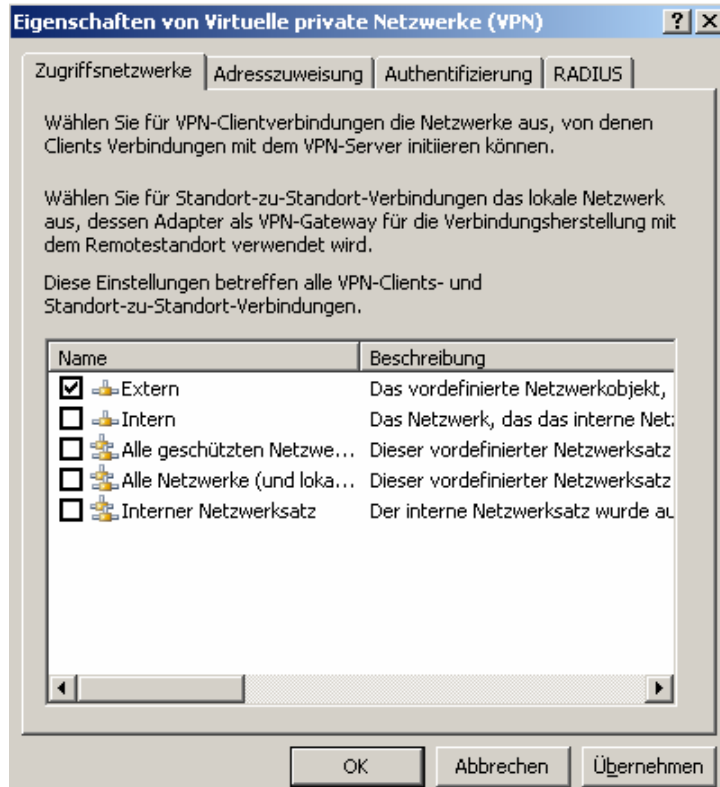 Eigenschaften von Virtuelle private Netzwerke (VPN)
Zugriffsnetzwerke Adresszuweisung Authentifizierung RADIUS
Wählen Sie für VPN-Clientverbindungen die Netzwerke aus, von denen
Clients Verbindungen mit dem VPN-Server initiieren können.
Wählen Sie für Standort-zu-Standort-Verbindungen das lokale Netzwerk
aus, dessen Adapter als VPN-Gateway für die Verbindungsherstellung mit
dem Remotestandort verwendet wird.
Diese Einstellungen betreffen alle VPN-Clients- und
Standort-zu-Standort-Verbindungen.
Name Beschreibung
Extern Das vordefinierte Netzwerkobjekt,
Intern Das Netzwerk, das das interne Net
Alle geschützten Netzwe... Dieser vordefinierter Netzwerksatz
Alle Netzwerke (und loka... Dieser vordefinierter Netzwerksatz
Interner Netzwerksatz Der interne Netzwerksatz wurde au
OK Abbrechen Übernehmen